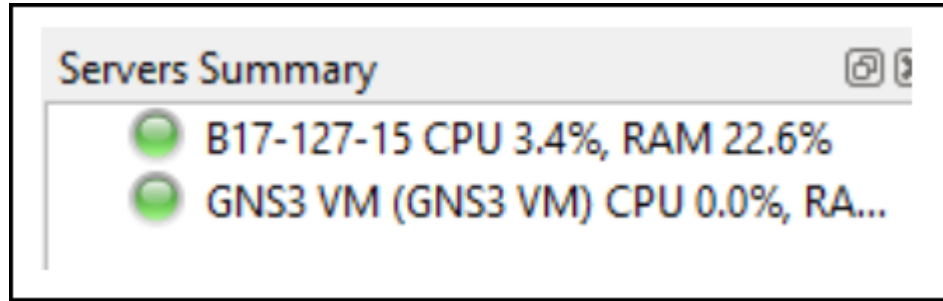 Servers Summary
B17-127-15 CPU 3.4%, RAM 22.6%
GNS3 VM (GNS3 VM) CPU 0.0%, RA...